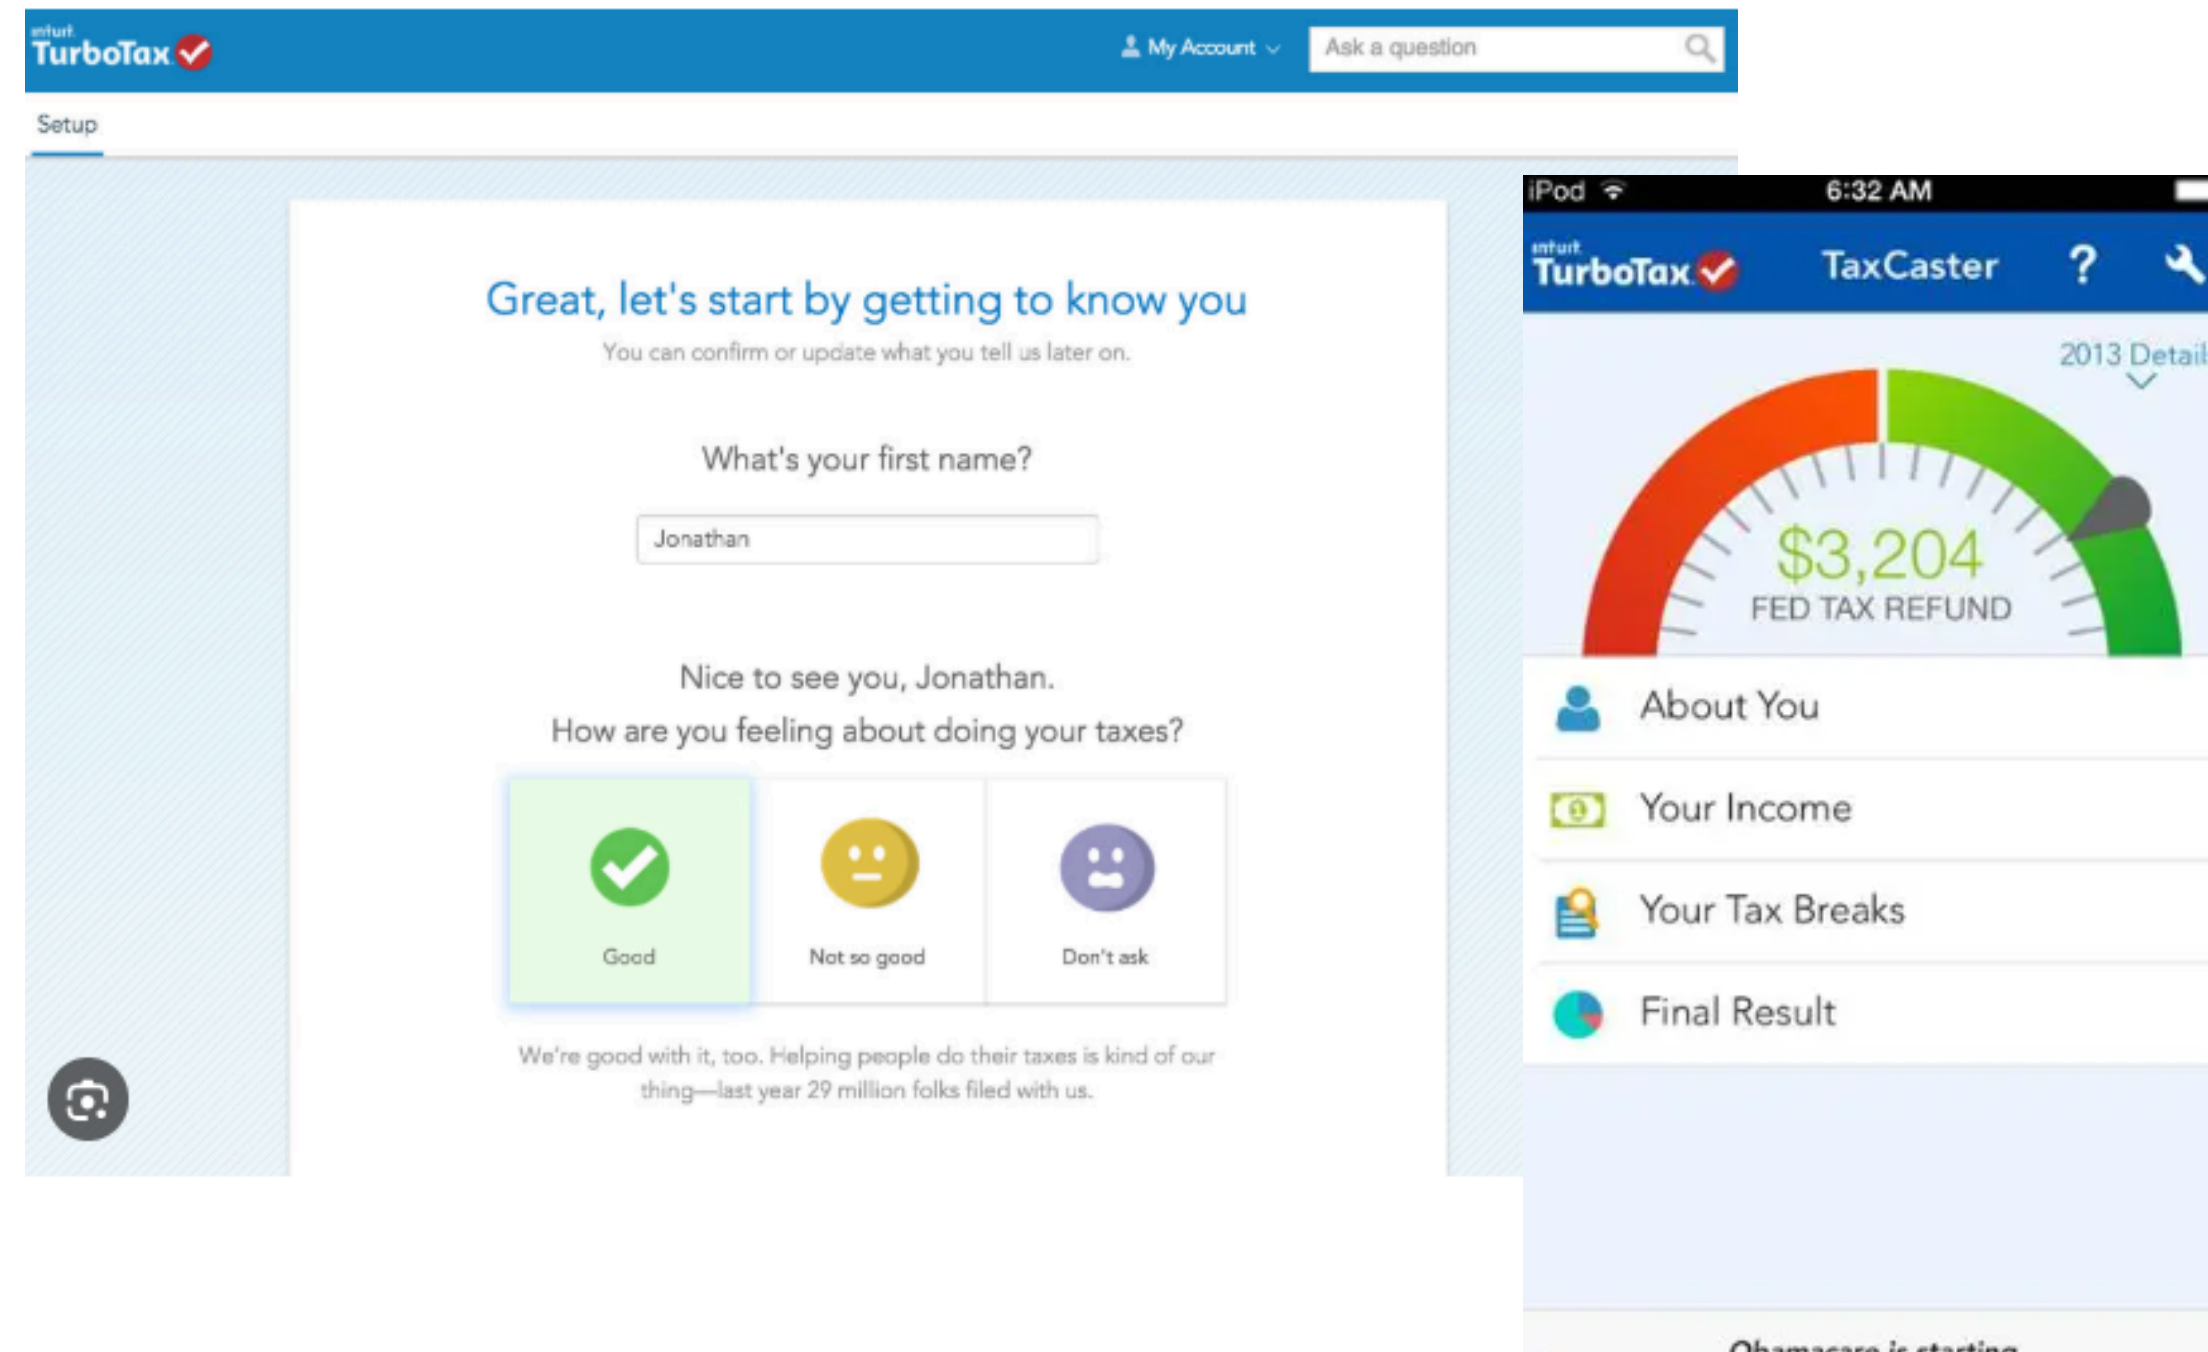 intuit.
TurboTax
My Account
Ask a question
Setup
Great, let's start by getting to know you
You can confirm or update what you tell us later on.
What's your first name?
Jonathan
Nice to see you, Jonathan.
How are you feeling about doing your taxes?
Good
Not so good
Don't ask
We're good with it, too. Helping people do their taxes is kind of our
thing—last year 29 million folks filed with us.
iPod
6:32 AM
intuit.
TurboTax
TaxCaster
?
2013 Detail
$3,204
FED TAX REFUND
About You
Your Income
Your Tax Breaks
Final Result
Obamacare is starting